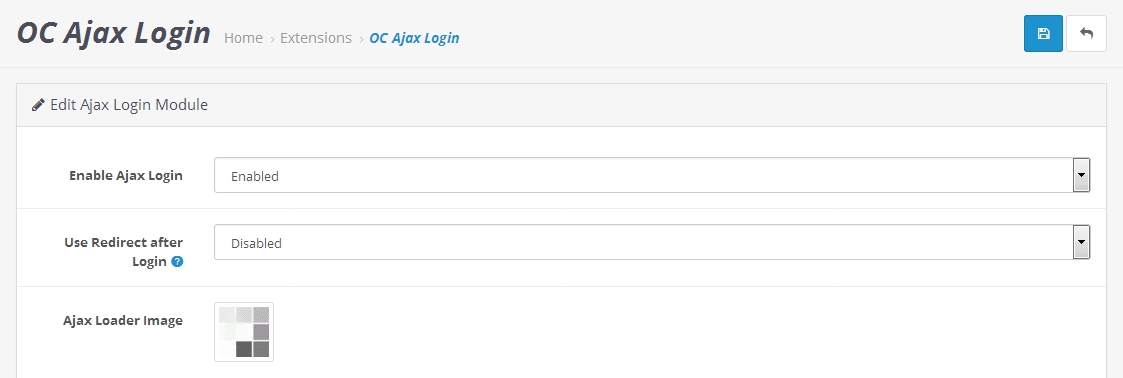 OC Ajax Login Home › Extensions › OC Ajax Login
Edit Ajax Login Module
Enable Ajax Login Enabled
Use Redirect after
Login ? Disabled
Ajax Loader Image